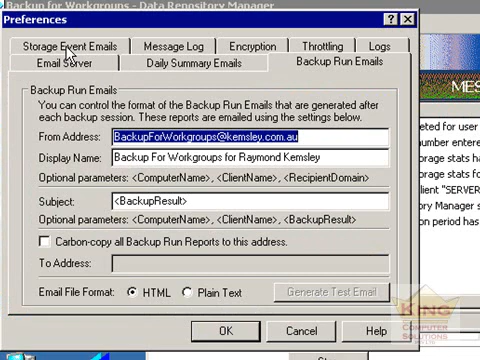 Backup for Workgroups - Data Repository Manager
Preferences
Storage Event Emails
Message Log
Encryption
Throttling
Logs
Email Server
Daily Summary Emails
Backup Run Emails
MES
Backup Run Emails
You can control the format of the Backup Run Emails that are generated after
each backup session. These reports are emailed using the settings below.
From Address:
BackupForWorkgroups@kemsley.com.au
Display Name:
Backup For Workgroups for Raymond Kemsley
Optional parameters: <ComputerName>, <ClientName>, <RecipientDomain>
Subject:
<BackupResult>
Optional parameters: <ComputerName>, <ClientName>, <BackupResult>
Carbon-copy all Backup Run Reports to this address.
To Address:
Email File Format:
HTML
Plain Text
Generate Test Email
OK
Cancel
Help
eted for user
number entere
orage stats h
orage stats fa
lient "SERVER
ory Manager s
on period has
KING
COMPUTER
SOLUTIONS